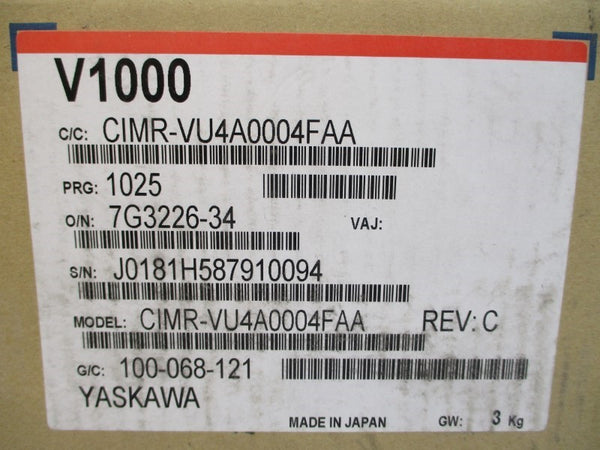 V1000
C/C: CIMR-VU4A0004FAA
PRG: 1025
O/N: 7G3226-34 VAJ:
S/N: J0181H587910094
MODEL: CIMR-VU4A0004FAA REV: C
G/C: 100-068-121
YASKAWA
MADE IN JAPAN GW: 3 Kg